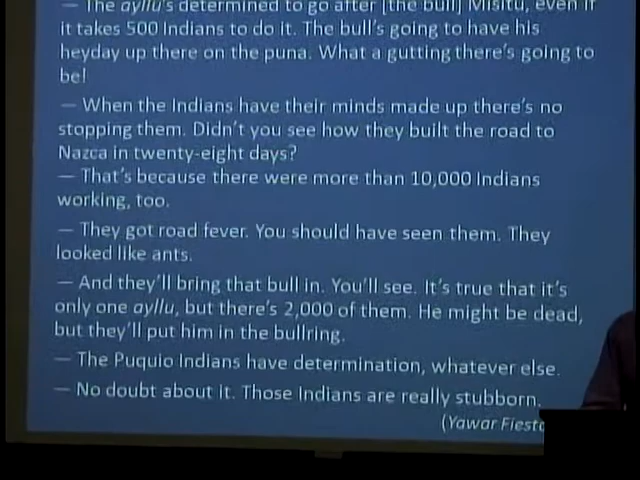 — The ayllu's determined to go after [the bull] Misitu, even if
it takes 500 Indians to do it. The bull's going to have his
heyday up there on the puna. What a gutting there's going to
be!
— When the Indians have their minds made up there's no
stopping them. Didn't you see how they built the road to
Nazca in twenty-eight days?
— That's because there were more than 10,000 Indians
working, too.
— They got road fever. You should have seen them. They
looked like ants.
— And they'll bring that bull in. You'll see. It's true that it's
only one ayllu, but there's 2,000 of them. He might be dead,
but they'll put him in the bullring.
— The Puquio Indians have determination, whatever else.
— No doubt about it. Those Indians are really stubborn.
(Yawar Fiesta